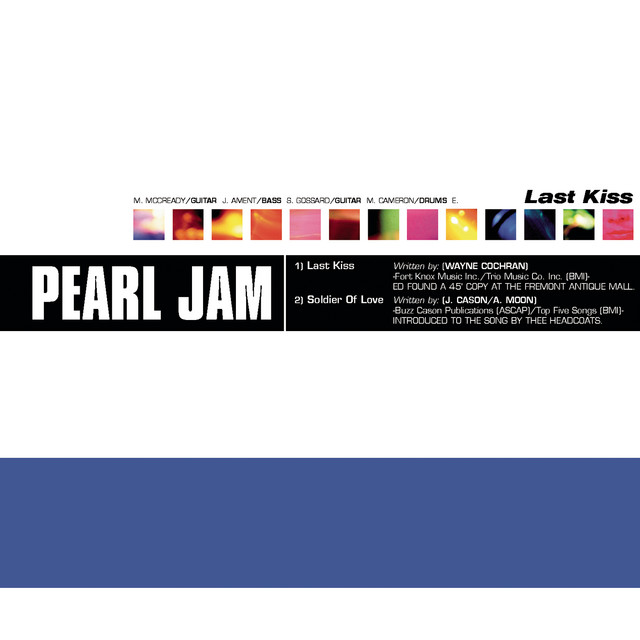 M. MCCREADY/GUITAR J. AMENT/BASS S. GOSSARD/GUITAR M. CAMERON/DRUMS E.
Last Kiss
PEARL JAM
1) Last Kiss Written by: (WAYNE COCHRAN)
-Fort Knox Music Inc./Trio Music Co. Inc. (BMI)-
ED FOUND A 45' COPY AT THE FREMONT ANTIQUE MALL.
2) Soldier Of Love Written by: (J. CASON/A. MOON)
-Buzz Cason Publications (ASCAP)/Top Five Songs (BMI)-
INTRODUCED TO THE SONG BY THEE HEADCOATS.